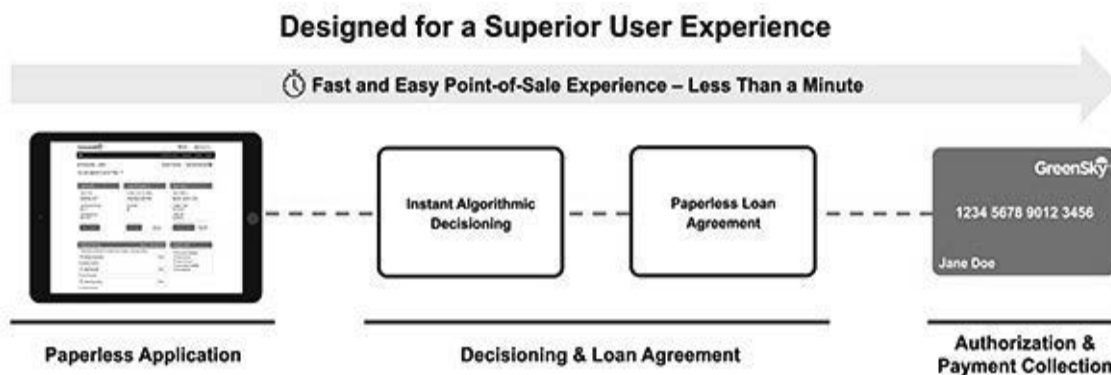 Designed for a Superior User Experience
Fast and Easy Point-of-Sale Experience – Less Than a Minute
GreenSky
Instant Algorithmic
Decisioning
Paperless Loan
Agreement
1234 5678 9012 3456
Jane Doe
Paperless Application
Decisioning & Loan Agreement
Authorization &
Payment Collection